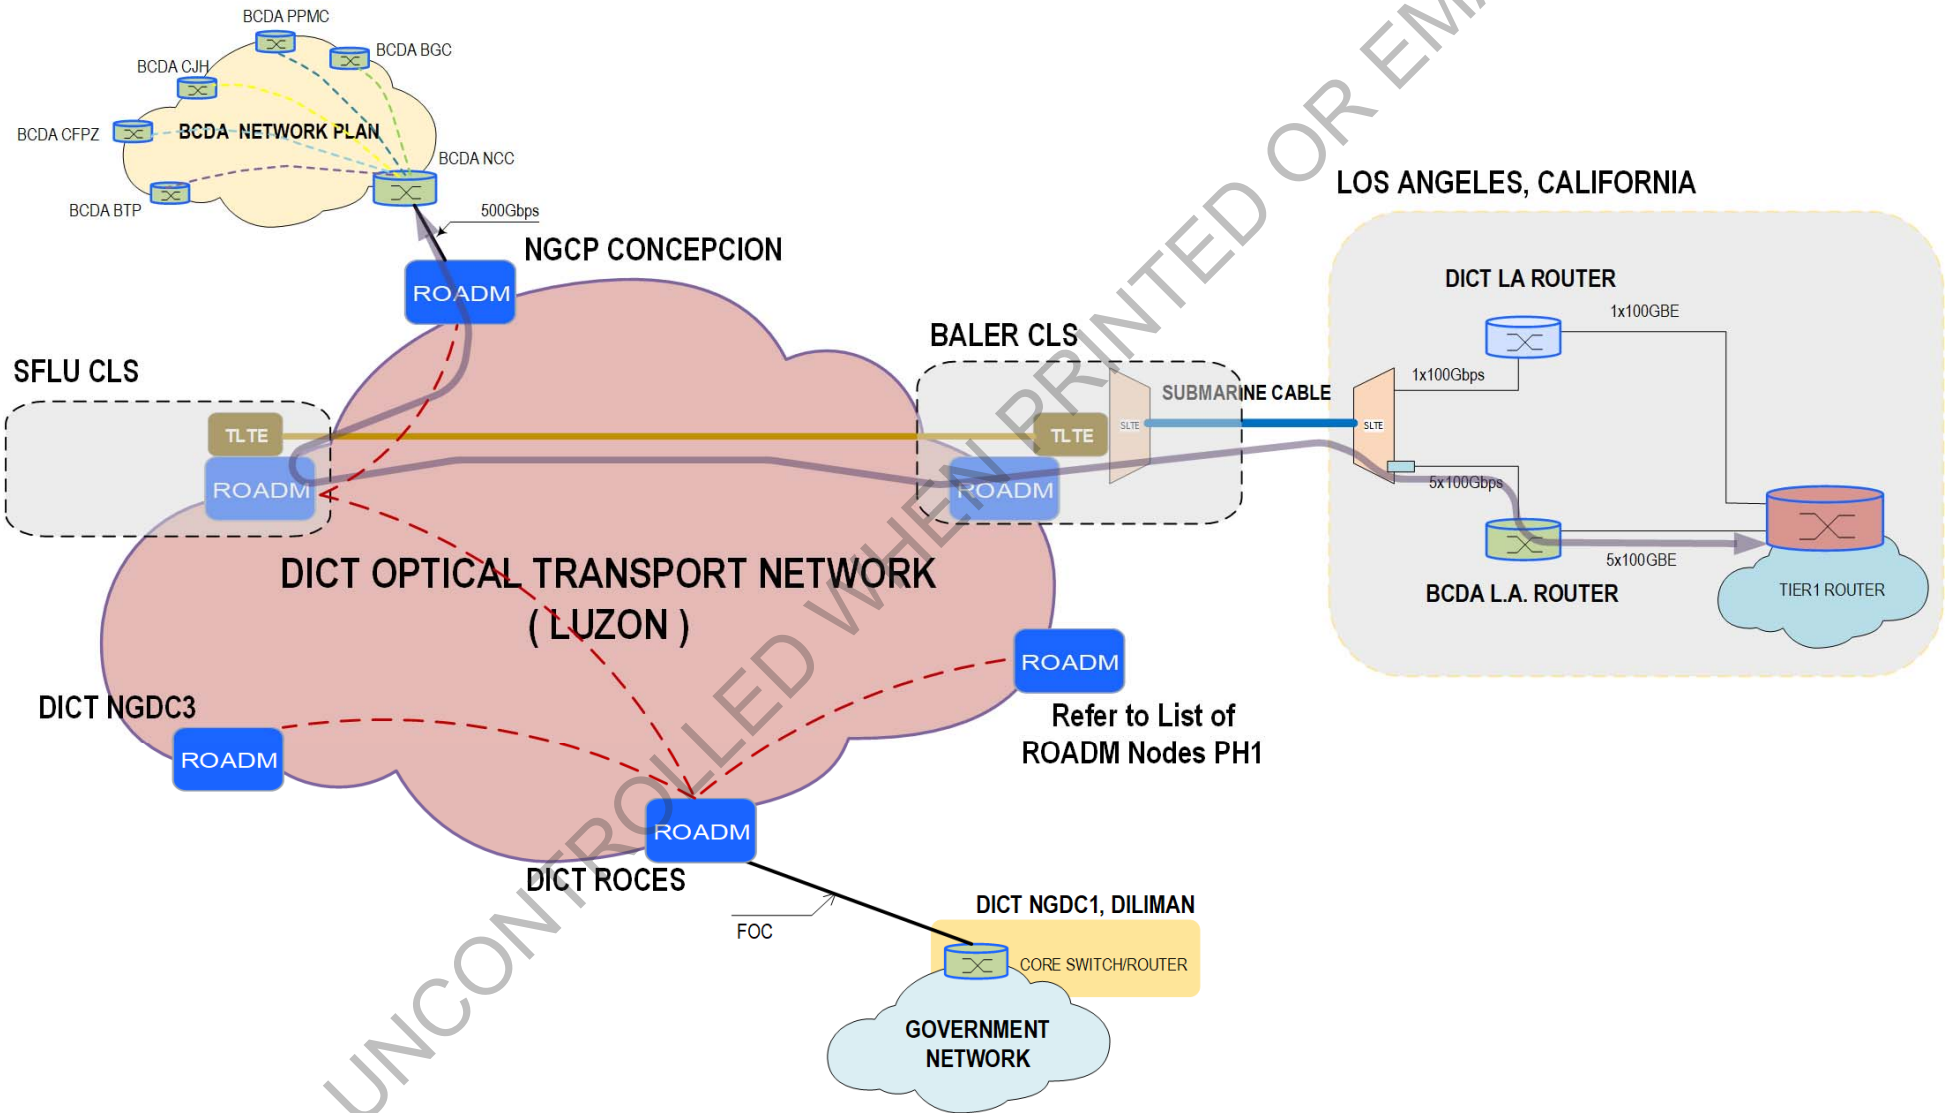 BCDA PPMC
BCDA BGC
BCDA CJH
BCDA CFPZ
BCDA NETWORK PLAN
BCDA NCC
BCDA BTP
500Gbps
NGCP CONCEPCION
ROADM
LOS ANGELES, CALIFORNIA
DICT LA ROUTER
1x100GBE
BALER CLS
SFLU CLS
1x100Gbps
SUBMARINE CABLE
TLTE
TLTE
SLTE
SLTE
ROADM
ROADM
5x100Gbps
5x100GBE
BCDA L.A. ROUTER
TIER1 ROUTER
DICT OPTICAL TRANSPORT NETWORK
( LUZON )
ROADM
DICT NGDC3
Refer to List of
ROADM Nodes PH1
ROADM
ROADM
DICT ROCES
DICT NGDC1, DILIMAN
FOC
CORE SWITCH/ROUTER
GOVERNMENT
NETWORK
UNCONTROLLED WHEN PRINTED OR EMA